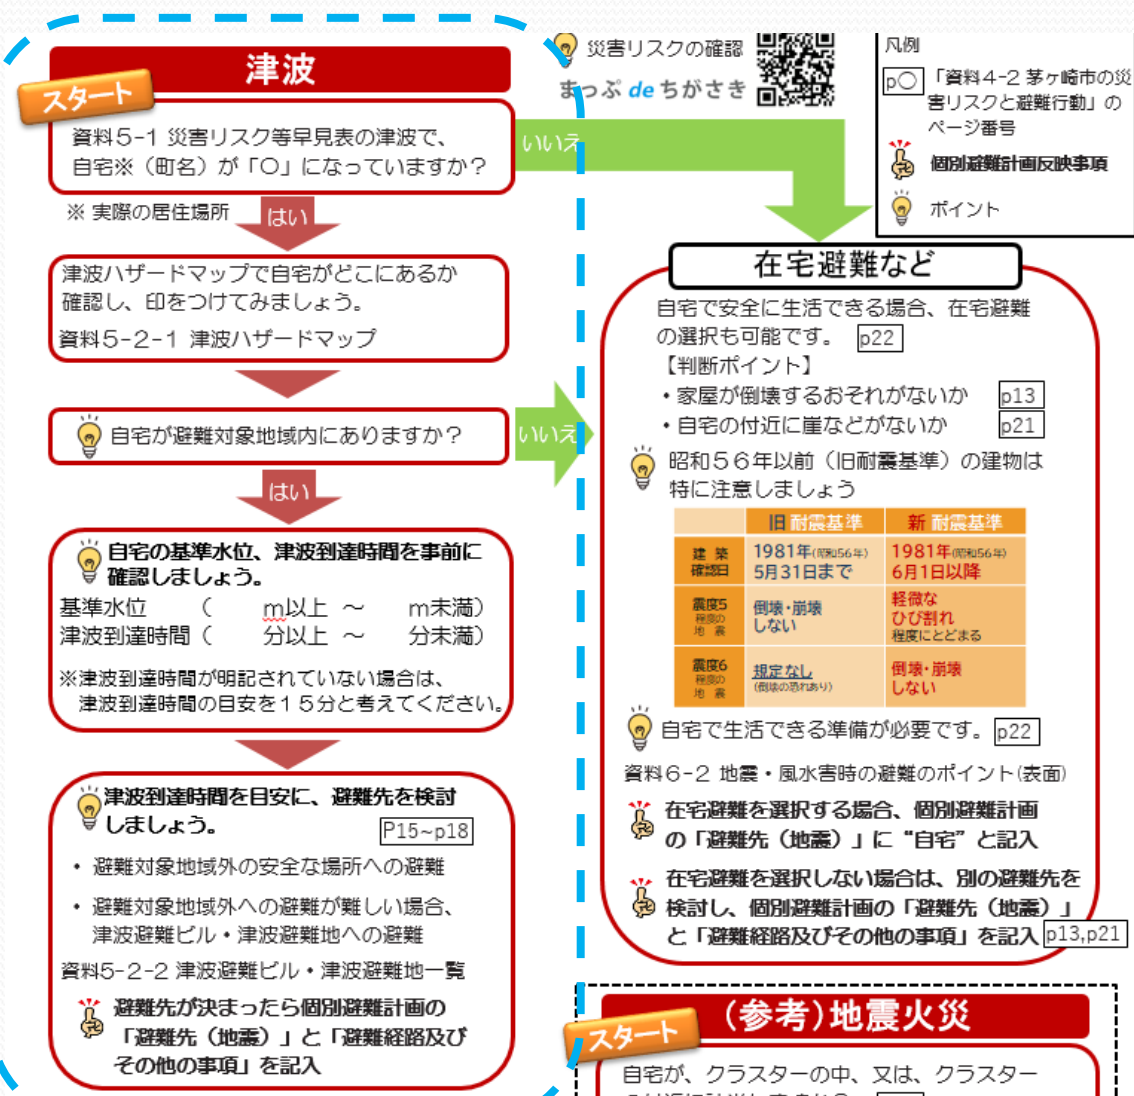 津波
スタート
資料5-1 災害リスク等早見表の津波で、
自宅※（町名）が「〇」になっていますか？
いいえ
※ 実際の居住場所
はい
津波ハザードマップで自宅がどこにあるか
確認し、印をつけてみましょう。
資料5-2-1 津波ハザードマップ
自宅が避難対象地域内にありますか？
いいえ
はい
自宅の基準水位、津波到達時間を事前に
確認しましょう。
基準水位　　（　　m以上 ～　　m未満）
津波到達時間（　　分以上 ～　　分未満）
※津波到達時間が明記されていない場合は、
津波到達時間の目安を１５分と考えてください。
津波到達時間を目安に、避難先を検討
しましょう。　P15~p18
・ 避難対象地域外の安全な場所への避難
・ 避難対象地域外への避難が難しい場合、
津波避難ビル・津波避難地への避難
資料5-2-2 津波避難ビル・津波避難地一覧
避難先が決まったら個別避難計画の
「避難先（地震）」と「避難経路及び
その他の事項」を記入
災害リスクの確認
まっぷ de ちがさき
凡例
p〇 「資料４-２ 茅ヶ崎市の災
害リスクと避難行動」の
ページ番号
個別避難計画反映事項
ポイント
在宅避難など
自宅で安全に生活できる場合、在宅避難
の選択も可能です。 p22
【判断ポイント】
・家屋が倒壊するおそれがないか p13
・自宅の付近に崖などがないか p21
昭和５６年以前（旧耐震基準）の建物は
特に注意しましょう
旧 耐震基準 新 耐震基準
建築確認日 1981年(昭和56年) 5月31日まで 1981年(昭和56年) 6月1日以降
震度5程度の地震 倒壊・崩壊しない 軽微なひび割れ程度にとどまる
震度6程度の地震 規定なし(倒壊の恐れあり) 倒壊・崩壊しない
自宅で生活できる準備が必要です。 p22
資料6-2 地震・風水害時の避難のポイント(表面)
在宅避難を選択する場合、個別避難計画
の「避難先（地震）」に“自宅”と記入
在宅避難を選択しない場合は、別の避難先を
検討し、個別避難計画の「避難先（地震）」
と「避難経路及びその他の事項」を記入 p13,p21
（参考）地震火災
スタート
自宅が、クラスターの中、又は、クラスター